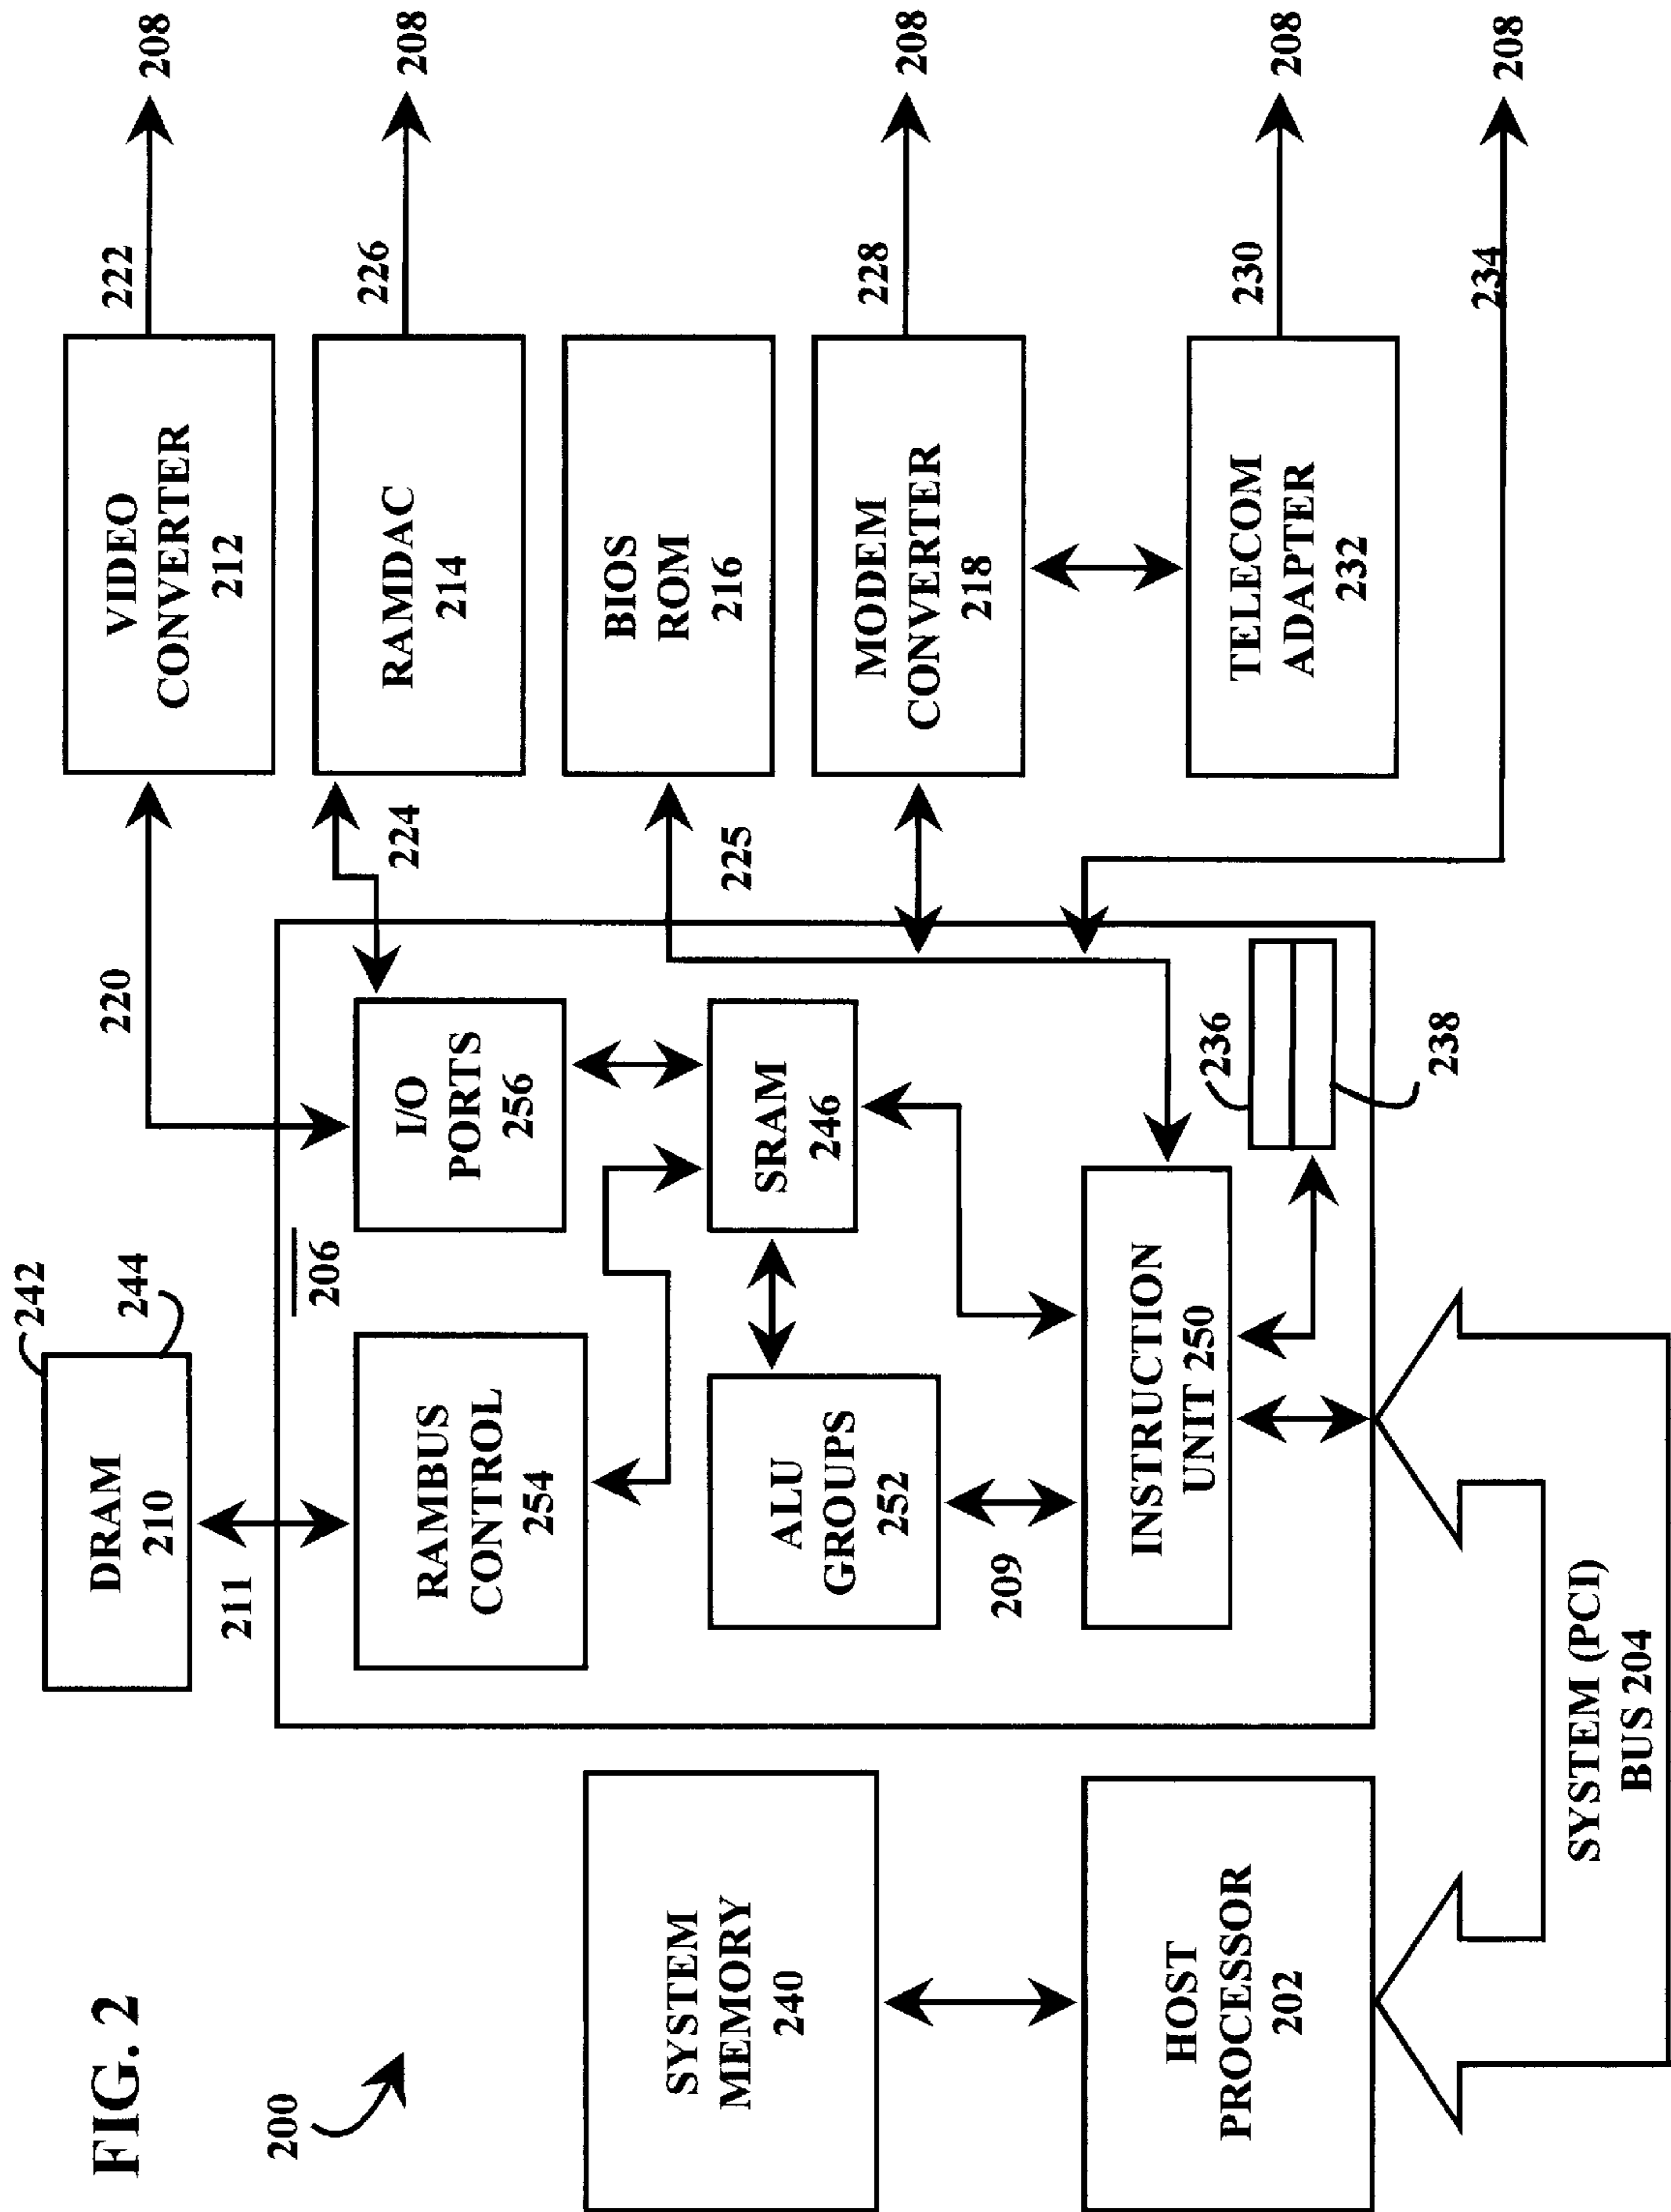 FIG. 2
200
SYSTEM
MEMORY
240
HOST
PROCESSOR
202
SYSTEM (PCI)
BUS 204
DRAM
210
242
244
211
206
RAMBUS
CONTROL
254
I/O
PORTS
256
ALU
GROUPS
252
SRAM
246
209
INSTRUCTION
UNIT 250
236
238
220
224
225
VIDEO
CONVERTER
212
222
208
RAMDAC
214
226
208
BIOS
ROM
216
MODEM
CONVERTER
218
228
208
TELECOM
ADAPTER
232
230
208
234
208